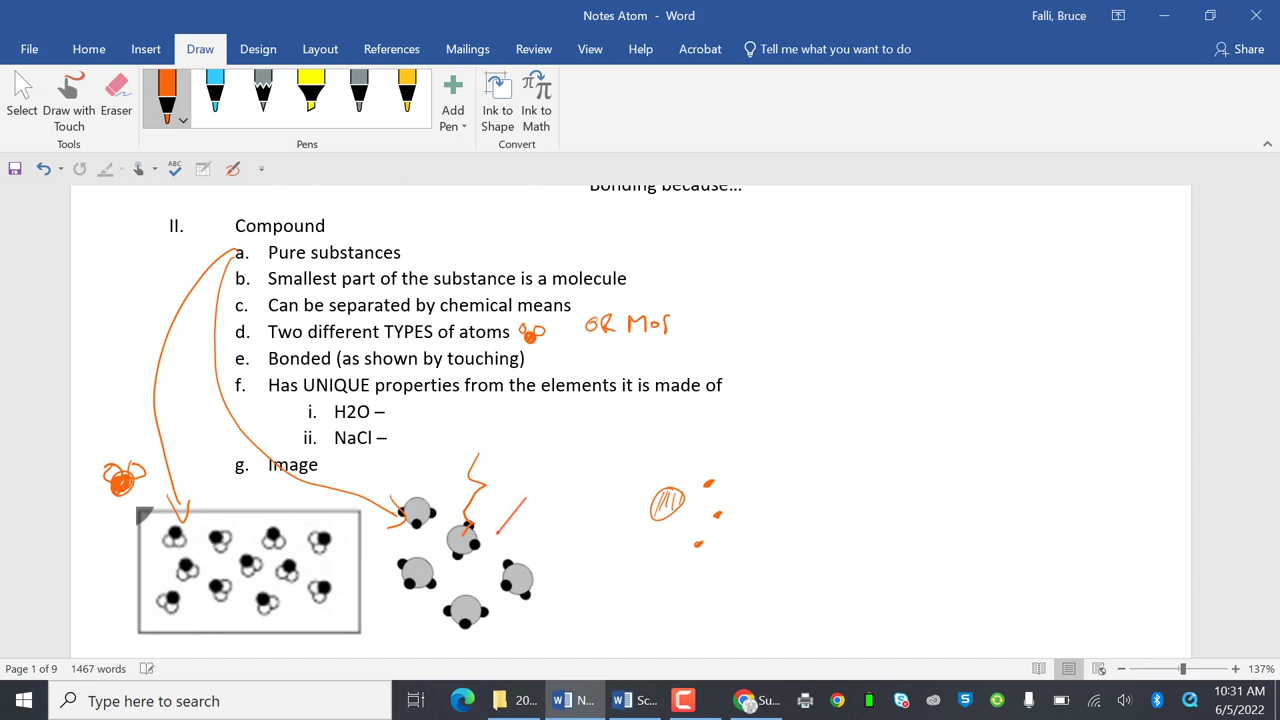 Notes Atom - Word
Falli, Bruce
File Home Insert Draw Design Layout References Mailings Review View Help Acrobat Tell me what you want to do Share
Select Draw with Touch Eraser Add Pen Ink to Shape Ink to Math
Tools Pens Convert
ABC
Bonding because...
II. Compound
a. Pure substances
b. Smallest part of the substance is a molecule
c. Can be separated by chemical means
d. Two different TYPES of atoms OR
e. Bonded (as shown by touching)
f. Has UNIQUE properties from the elements it is made of
i. H2O –
ii. NaCl –
g. Image
Page 1 of 9 1467 words 137%
Type here to search 20... N... Sc... Su... 10:31 AM
6/5/2022